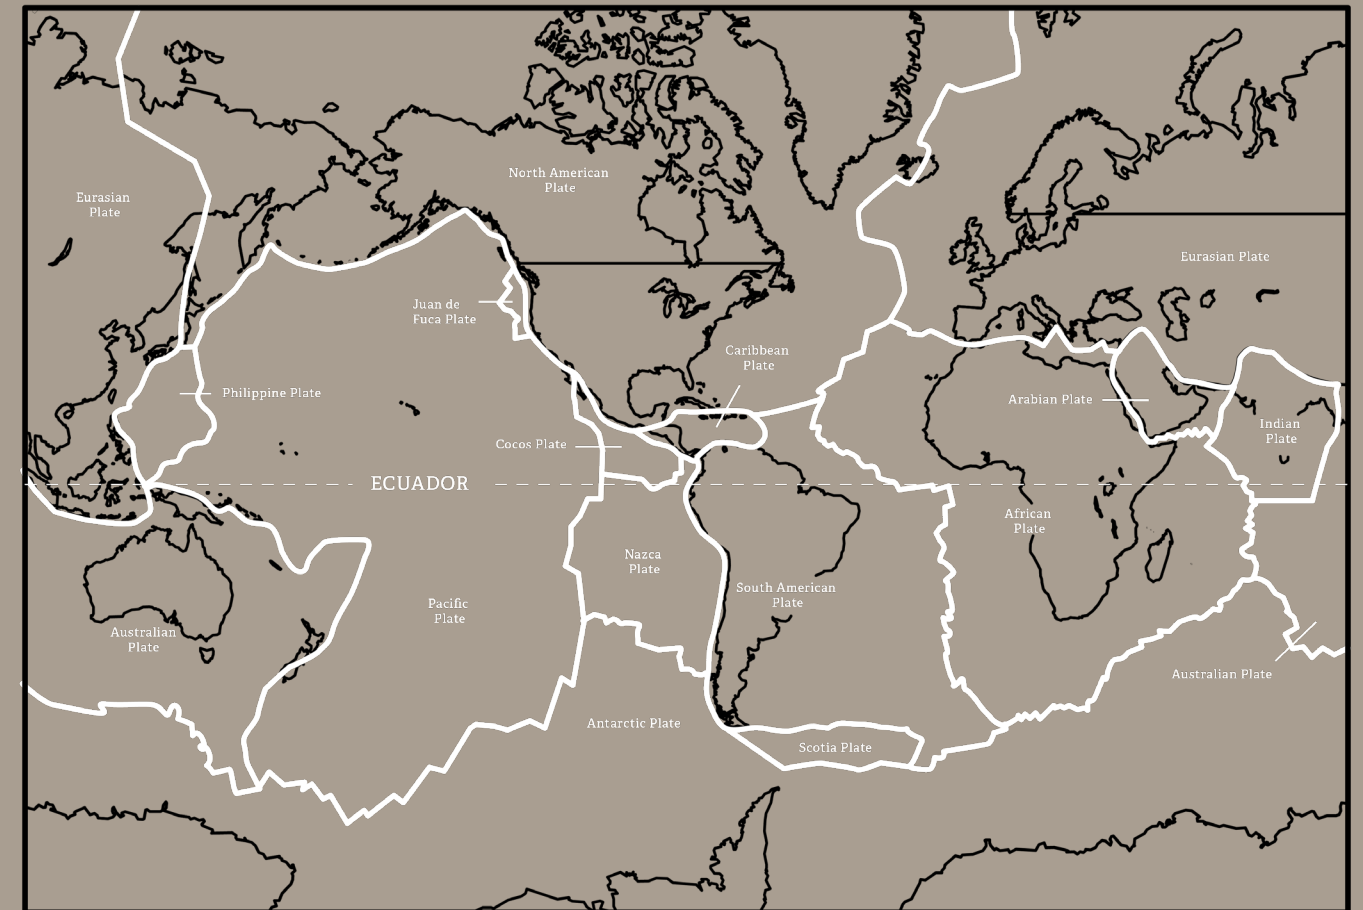 North American
Plate
Eurasian
Plate
Eurasian Plate
Juan de
Fuca Plate
Caribbean
Plate
Philippine Plate
Arabian Plate
Indian
Plate
Cocos Plate
ECUADOR
African
Plate
Nazca
Plate
South American
Plate
Pacific
Plate
Australian
Plate
Australian Plate
Antarctic Plate
Scotia Plate